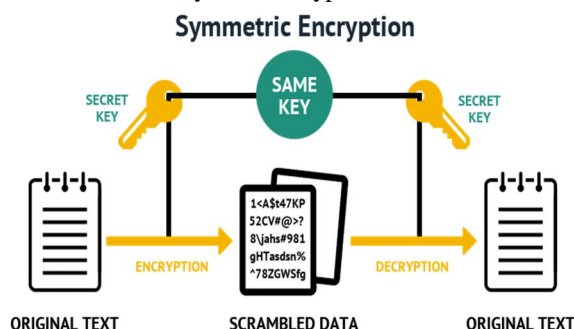 Symmetric Encryption
SAME
KEY
SECRET
KEY
SECRET
KEY
1<A$t47KP
52CV#@>?
8\jahs#981
gHTasdsn%
^78ZGWSfg
ENCRYPTION
DECRYPTION
ORIGINAL TEXT
SCRAMBLED DATA
ORIGINAL TEXT